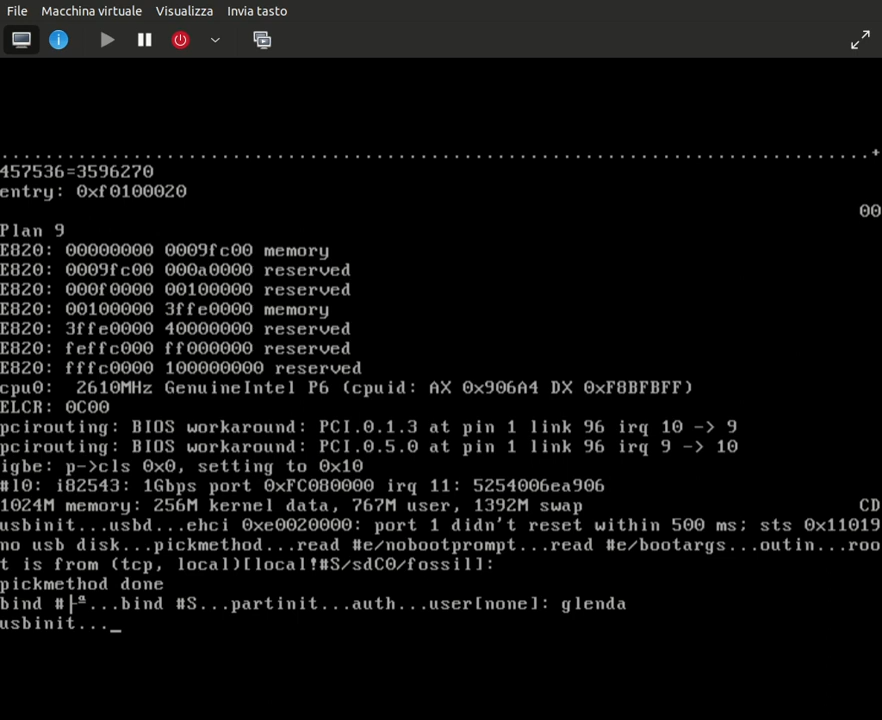 File Macchina virtuale Visualizza Invia tasto
................................................................................+
457536=3596270
entry: 0xf0100020
00
Plan 9
E820: 00000000 0009fc00 memory
E820: 0009fc00 000a0000 reserved
E820: 000f0000 00100000 reserved
E820: 00100000 3ffe0000 memory
E820: 3ffe0000 40000000 reserved
E820: feffc000 ff000000 reserved
E820: fffc0000 100000000 reserved
cpu0:  2610MHz GenuineIntel P6 (cpuid: AX 0x906A4 DX 0xF8BFBFF)
ELCR: 0C00
pcirouting: BIOS workaround: PCI.0.1.3 at pin 1 link 96 irq 10 -> 9
pcirouting: BIOS workaround: PCI.0.5.0 at pin 1 link 96 irq 9 -> 10
igbe: p->cls 0x0, setting to 0x10
#l0: i82543: 1Gbps port 0xFC080000 irq 11: 5254006ea906
1024M memory: 256M kernel data, 767M user, 1392M swap CD
usbinit...usbd...ehci 0xe0020000: port 1 didn't reset within 500 ms; sts 0x11019
no usb disk...pickmethod...read #e/nobootprompt...read #e/bootargs...outin...roo
t is from (tcp, local)[local!#S/sdC0/fossil]:
pickmethod done
bind #├ª...bind #S...partinit...auth...user[none]: glenda
usbinit..._